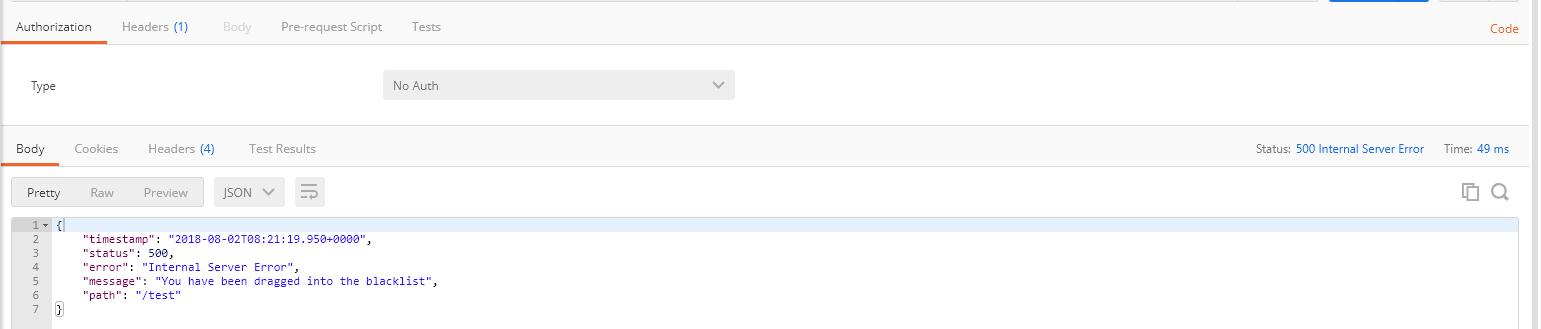 Authorization Headers (1) Body Pre-request Script Tests
Code
Type No Auth
Body Cookies Headers (4) Test Results Status: 500 Internal Server Error Time: 49 ms
Pretty Raw Preview JSON
1 {
2 "timestamp": "2018-08-02T08:21:19.950+0000",
3 "status": 500,
4 "error": "Internal Server Error",
5 "message": "You have been dragged into the blacklist",
6 "path": "/test"
7 }